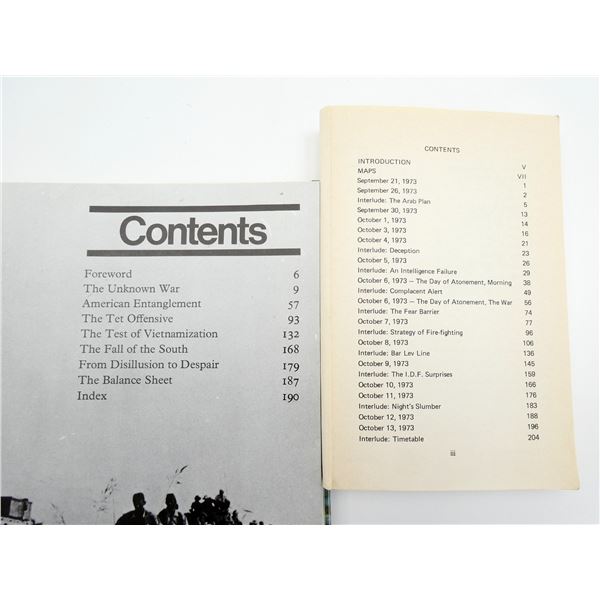 Contents
Foreword 6
The Unknown War 9
American Entanglement 57
The Tet Offensive 93
The Test of Vietnamization 132
The Fall of the South 168
From Disillusion to Despair 179
The Balance Sheet 187
Index 190
CONTENTS
INTRODUCTION V
MAPS VII
September 21, 1973 1
September 26, 1973 2
Interlude: The Arab Plan 5
September 30, 1973 13
October 1, 1973 14
October 3, 1973 16
October 4, 1973 21
Interlude: Deception 23
October 5, 1973 26
Interlude: An Intelligence Failure 29
October 6, 1973 — The Day of Atonement, Morning 38
Interlude: Complacent Alert 49
October 6, 1973 — The Day of Atonement, The War 56
Interlude: The Fear Barrier 74
October 7, 1973 77
Interlude: Strategy of Fire-fighting 96
October 8, 1973 106
Interlude: Bar Lev Line 136
October 9, 1973 145
Interlude: The I.D.F. Surprises 159
October 10, 1973 166
October 11, 1973 176
Interlude: Night's Slumber 183
October 12, 1973 188
October 13, 1973 196
Interlude: Timetable 204
iii